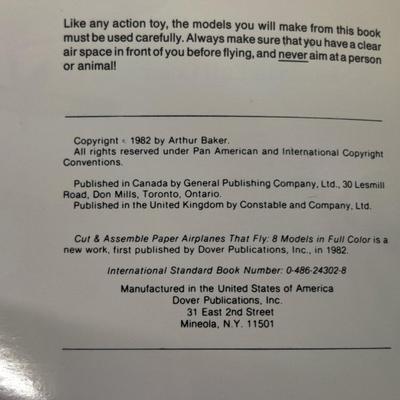 Like any action toy, the models you will make from this book
must be used carefully. Always make sure that you have a clear
air space in front of you before flying, and never aim at a person
or animal!
Copyright © 1982 by Arthur Baker.
All rights reserved under Pan American and International Copyright
Conventions.
Published in Canada by General Publishing Company, Ltd., 30 Lesmill
Road, Don Mills, Toronto, Ontario.
Published in the United Kingdom by Constable and Company, Ltd.
Cut & Assemble Paper Airplanes That Fly: 8 Models in Full Color is a
new work, first published by Dover Publications, Inc., in 1982.
International Standard Book Number: 0-486-24302-8
Manufactured in the United States of America
Dover Publications, Inc.
31 East 2nd Street
Mineola, N.Y. 11501